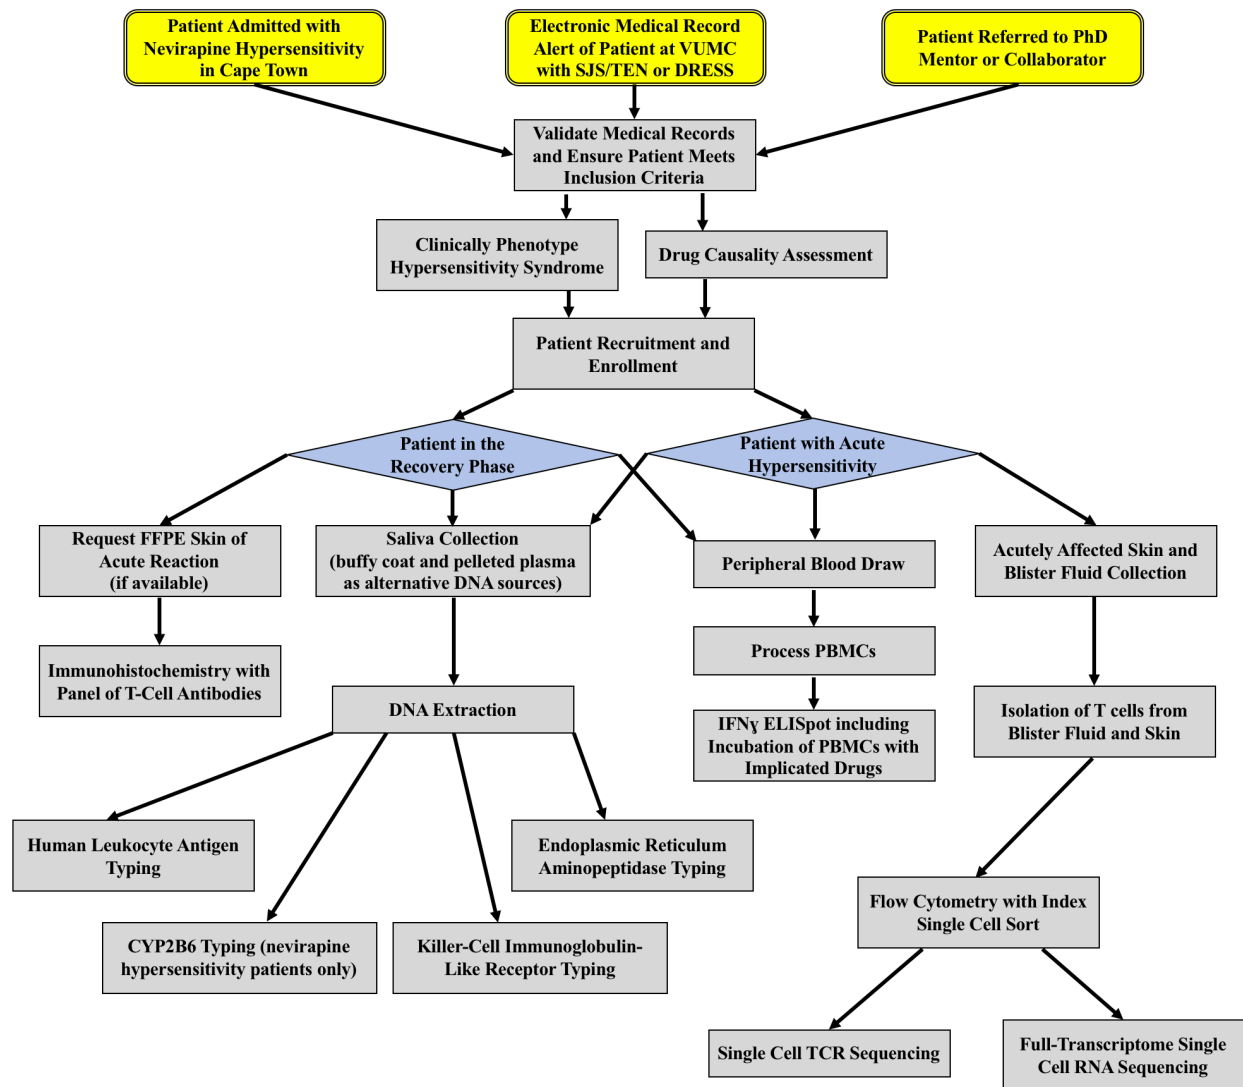 Patient Admitted with
Nevirapine Hypersensitivity
in Cape Town
Electronic Medical Record
Alert of Patient at VUMC
with SJS/TEN or DRESS
Patient Referred to PhD
Mentor or Collaborator
Validate Medical Records
and Ensure Patient Meets
Inclusion Criteria
Clinically Phenotype
Hypersensitivity Syndrome
Drug Causality Assessment
Patient Recruitment and
Enrollment
Patient in the
Recovery Phase
Patient with Acute
Hypersensitivity
Request FFPE Skin of
Acute Reaction
(if available)
Saliva Collection
(buffy coat and pelleted plasma
as alternative DNA sources)
Peripheral Blood Draw
Acutely Affected Skin and
Blister Fluid Collection
Immunohistochemistry with
Panel of T-Cell Antibodies
Process PBMCs
DNA Extraction
IFNɣ ELISpot including
Incubation of PBMCs with
Implicated Drugs
Isolation of T cells from
Blister Fluid and Skin
Human Leukocyte Antigen
Typing
Endoplasmic Reticulum
Aminopeptidase Typing
CYP2B6 Typing (nevirapine
hypersensitivity patients only)
Killer-Cell Immunoglobulin-
Like Receptor Typing
Flow Cytometry with Index
Single Cell Sort
Single Cell TCR Sequencing
Full-Transcriptome Single
Cell RNA Sequencing